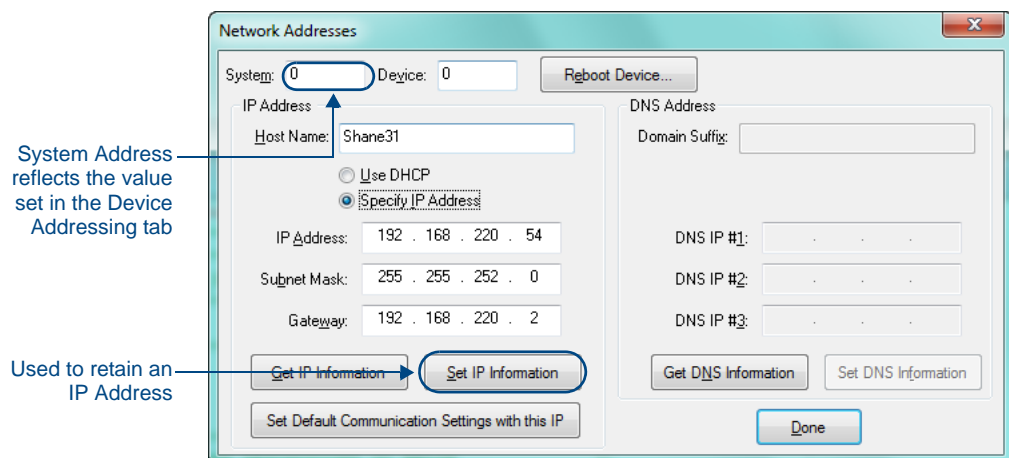 Network Addresses
System: 0 Device: 0 Reboot Device...
IP Address
Host Name: Shane31
Use DHCP
Specify IP Address
IP Address: 192 . 168 . 220 . 54
Subnet Mask: 255 . 255 . 252 . 0
Gateway: 192 . 168 . 220 . 2
Get IP Information Set IP Information
Set Default Communication Settings with this IP
DNS Address
Domain Suffix:
DNS IP #1: . . .
DNS IP #2: . . .
DNS IP #3: . . .
Get DNS Information Set DNS Information
Done
System Address
reflects the value
set in the Device
Addressing tab
Used to retain an
IP Address